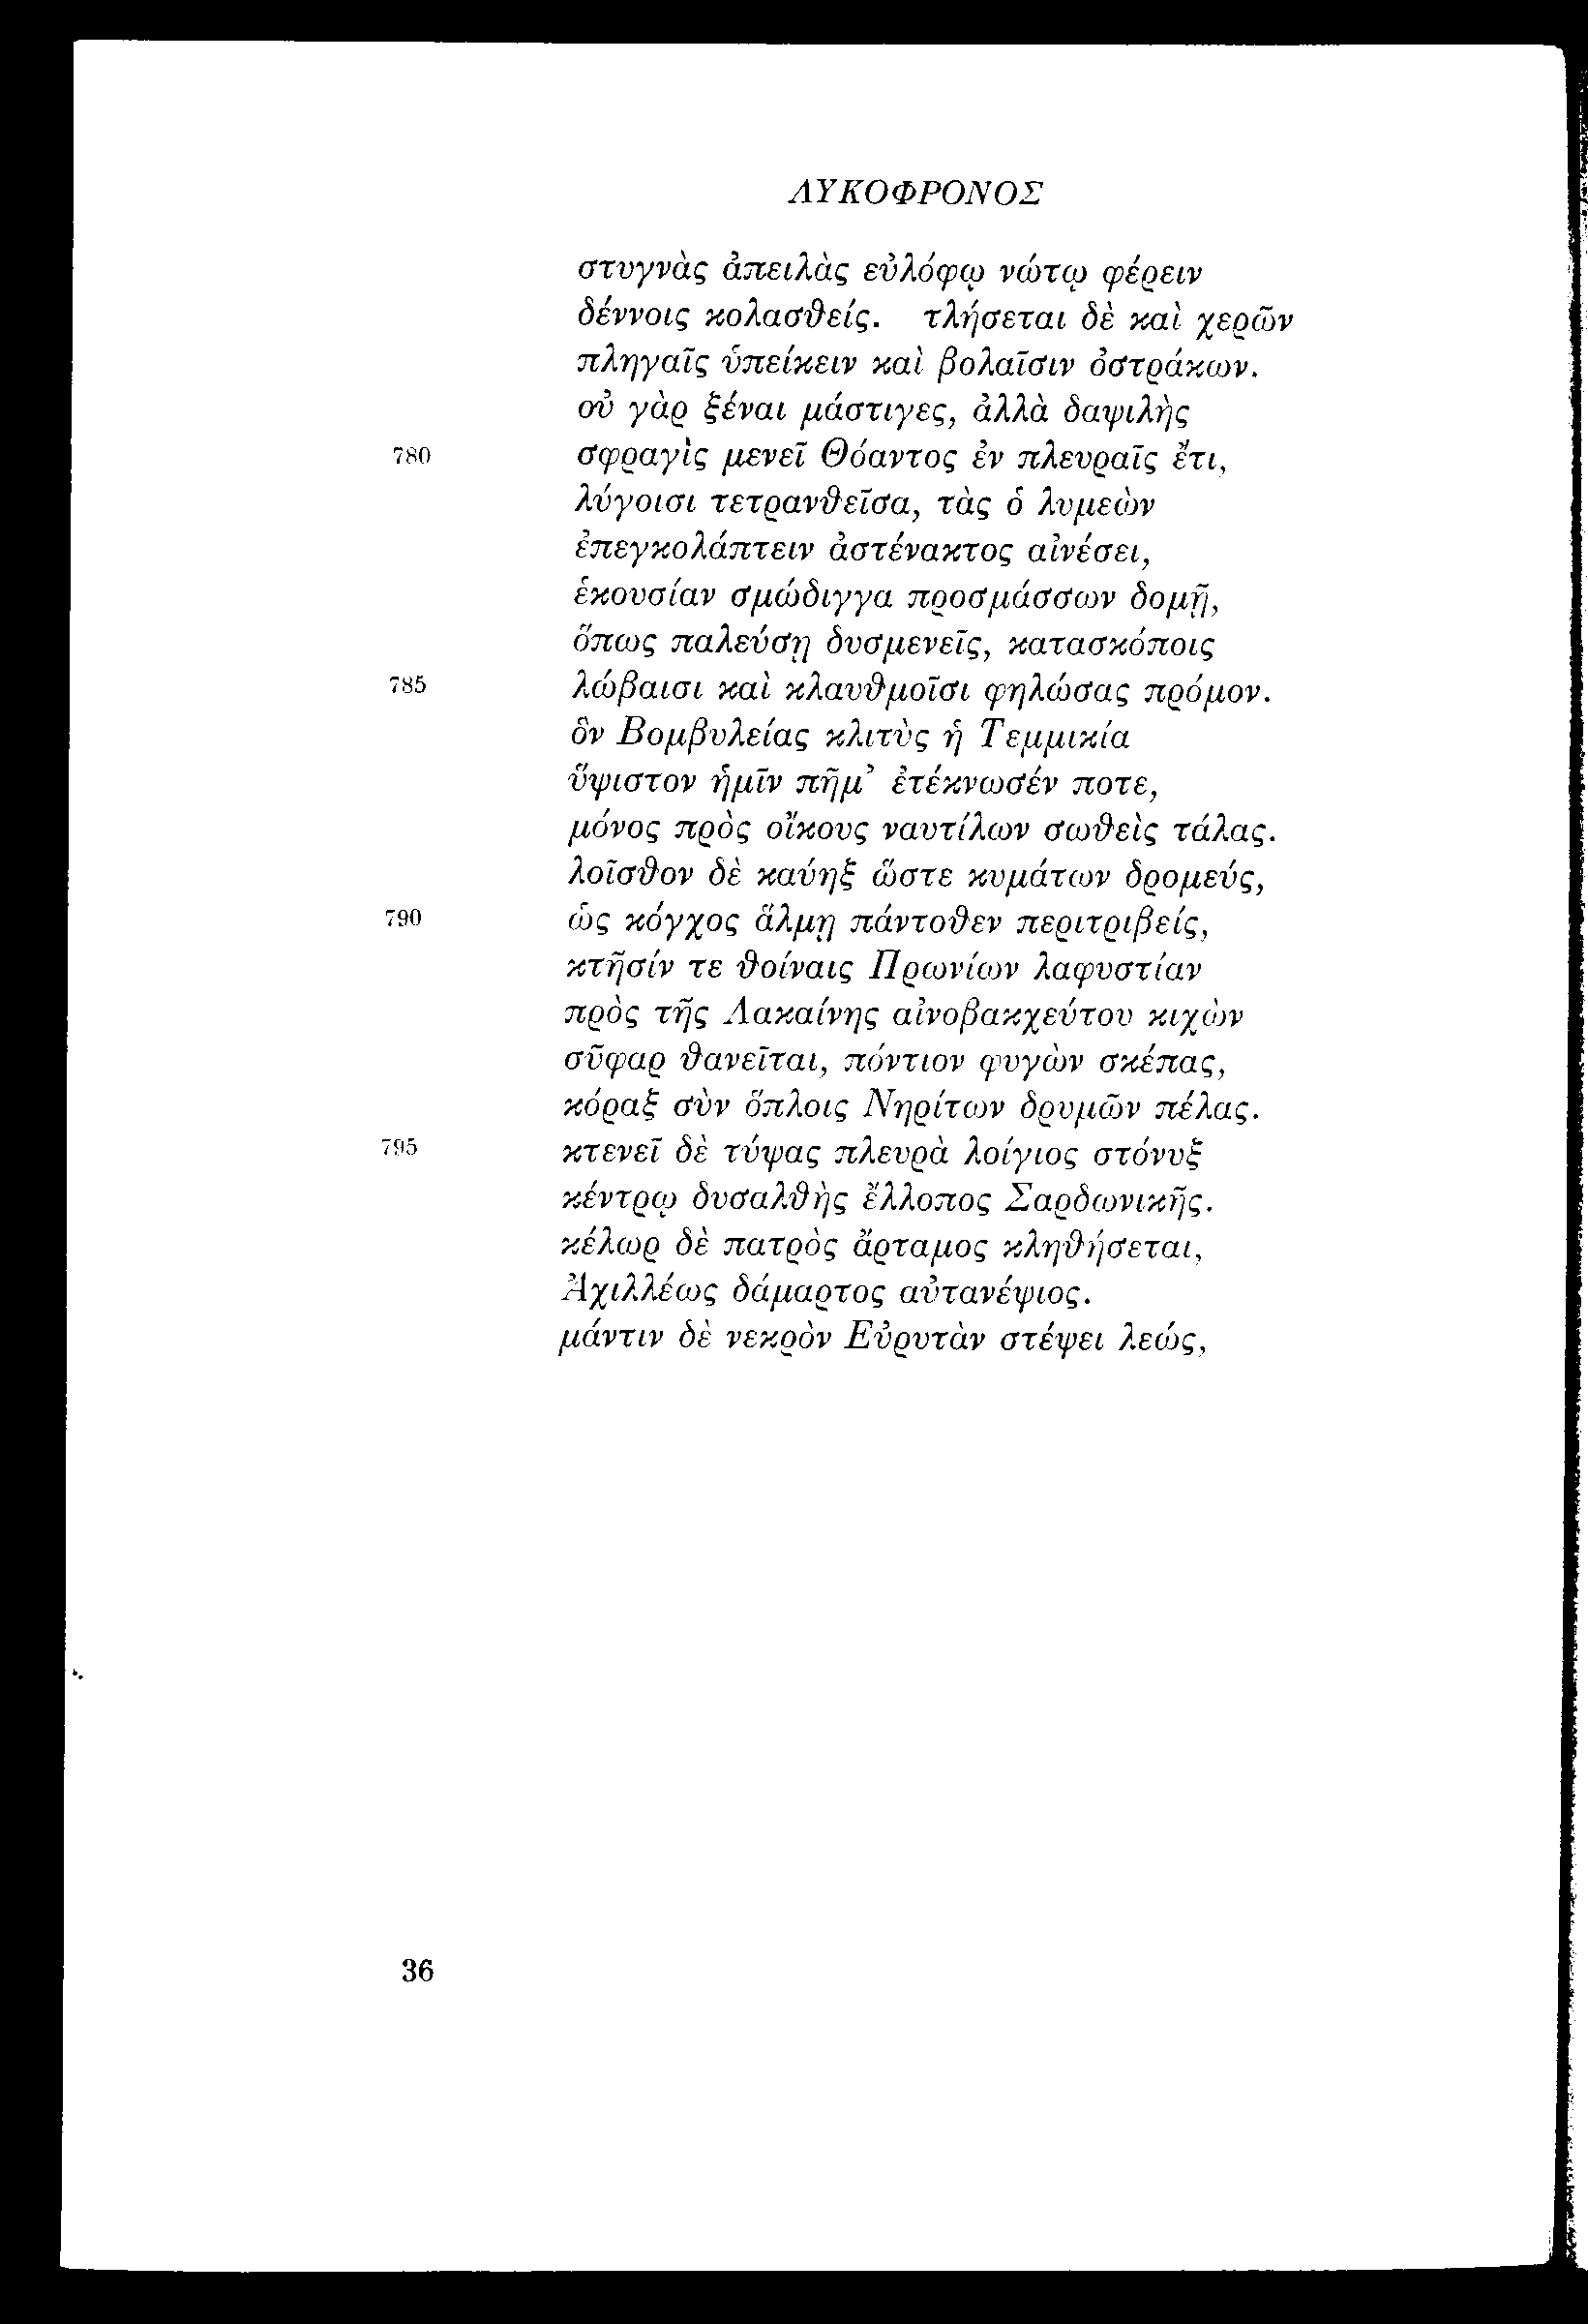 ΛΥΚΟΦΡΟΝΟΣ
στυγνὰς ἀπειλὰς εὐλόφῳ νώτῳ φέρειν
δέννοις κολασθείς. τλήσεται δὲ καὶ χερῶν
πληγαῖς ὑπείκειν καὶ βολαῖσιν ὀστράκων.
οὐ γὰρ ξέναι μάστιγες, ἀλλὰ δαψιλὴς
780 σφραγὶς μενεῖ Θόαντος ἐν πλευραῖς ἔτι,
λύγοισι τετρανθεῖσα, τὰς ὁ λυμεὼν
ἐπεγκολάπτειν ἀστένακτος αἰνέσει,
ἑκουσίαν σμώδιγγα προσμάσσων δομῇ,
ὅπως παλεύσῃ δυσμενεῖς, κατασκόποις
785 λώβαισι καὶ κλαυθμοῖσι φηλώσας πρόμον.
ὃν Βομβυλείας κλιτὺς ἡ Τεμμικία
ὕψιστον ἡμῖν πῆμ’ ἐτέκνωσέν ποτε,
μόνος πρὸς οἴκους ναυτίλων σωθεὶς τάλας.
λοῖσθον δὲ καύηξ ὥστε κυμάτων δρομεύς,
790 ὡς κόγχος ἅλμῃ πάντοθεν περιτριβείς,
κτῆσίν τε θοίναις Πρωνίων λαφυστίαν
πρὸς τῆς Λακαίνης αἰνοβακχεύτου κιχὼν
σῦφαρ θανεῖται, πόντιον φυγὼν σκέπας,
κόραξ σὺν ὅπλοις Νηρίτων δρυμῶν πέλας.
795 κτενεῖ δὲ τύψας πλευρὰ λοίγιος στόνυξ
κέντρῳ δυσαλθὴς ἔλλοπος Σαρδωνικῆς.
κέλωρ δὲ πατρὸς ἄρταμος κληθήσεται,
Ἀχιλλέως δάμαρτος αὐτανέψιος.
μάντιν δὲ νεκρὸν Εὐρυτὰν στέψει λεώς,
36